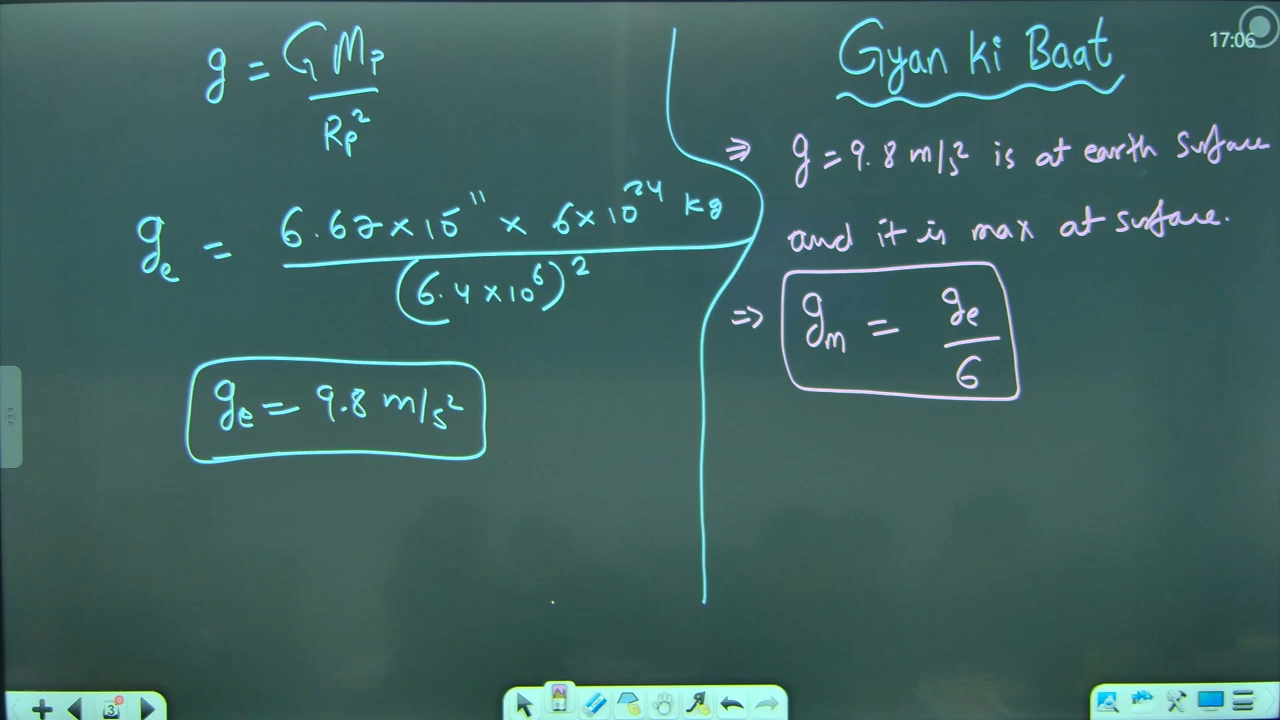 g = G Mp / Rp²
ge = 6.67×10⁻¹¹ × 6×10²⁴ kg / (6.4×10⁶)²
ge = 9.8 m/s²
17:06
Gyan ki Baat
⇒ g = 9.8 m/s² is at earth surface
and it is max at surface.
⇒ gm = ge / 6
3